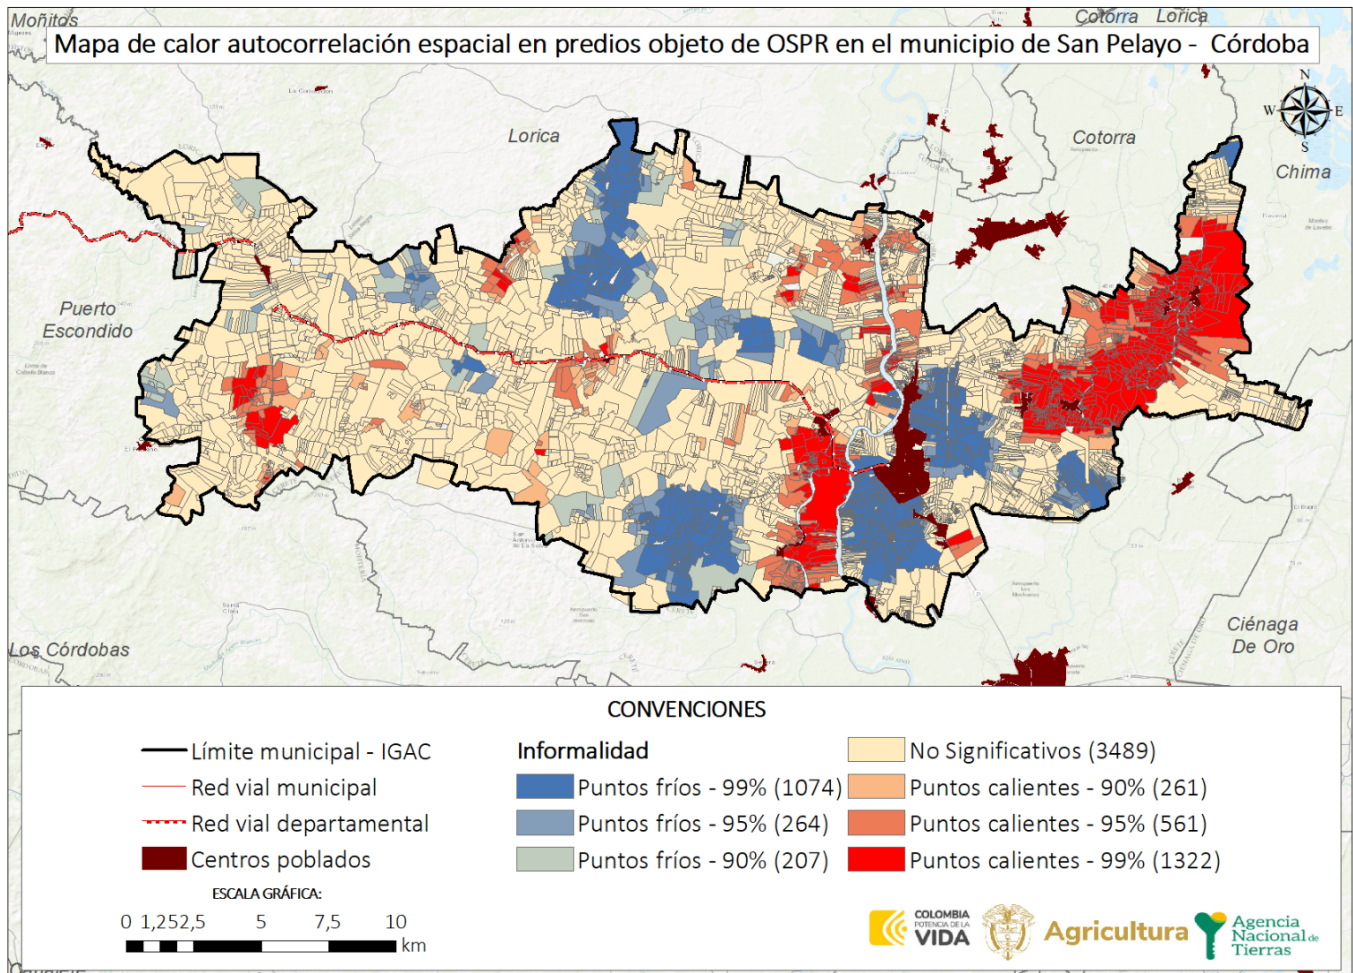 Moñitos
Cotorra
Lorica
Mapa de calor autocorrelación espacial en predios objeto de OSPR en el municipio de San Pelayo - Córdoba
N
W
E
S
Lorica
Cotorra
Chima
Puerto
Escondido
Los Córdobas
Ciénaga
De Oro
CONVENCIONES
Límite municipal - IGAC
Red vial municipal
Red vial departamental
Centros poblados
ESCALA GRÁFICA:
0 1,252,5 5 7,5 10
km
Informalidad
Puntos fríos - 99% (1074)
Puntos fríos - 95% (264)
Puntos fríos - 90% (207)
No Significativos (3489)
Puntos calientes - 90% (261)
Puntos calientes - 95% (561)
Puntos calientes - 99% (1322)
COLOMBIA
POTENCIA DE LA
VIDA
Agricultura
Agencia
Nacional de
Tierras